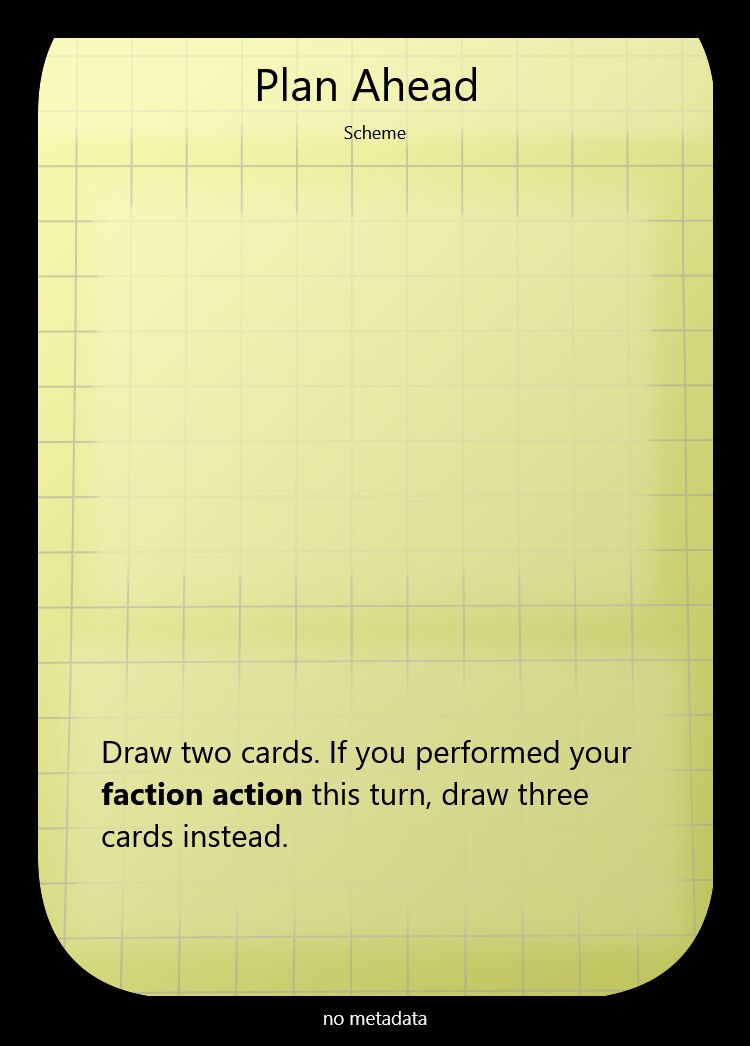 Plan Ahead
Scheme
Draw two cards. If you performed your
faction action this turn, draw three
cards instead.
no metadata